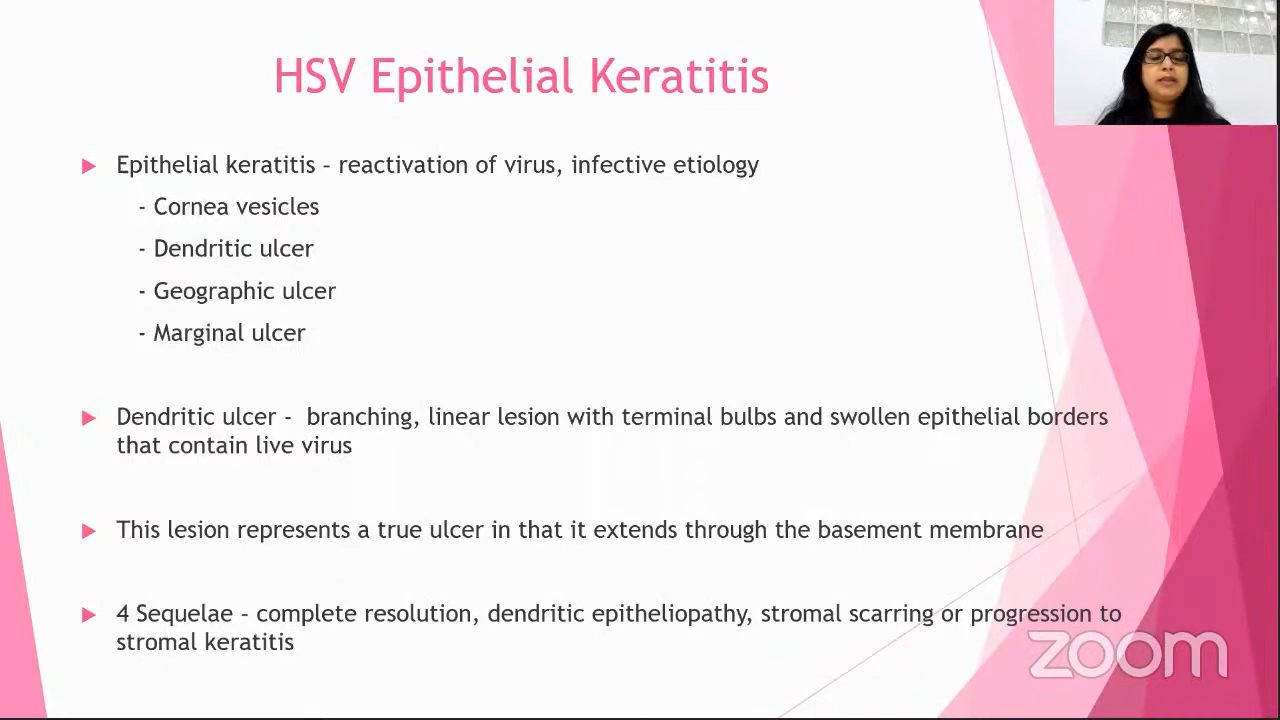 HSV Epithelial Keratitis
Epithelial keratitis – reactivation of virus, infective etiology
- Cornea vesicles
- Dendritic ulcer
- Geographic ulcer
- Marginal ulcer
Dendritic ulcer -  branching, linear lesion with terminal bulbs and swollen epithelial borders
that contain live virus
This lesion represents a true ulcer in that it extends through the basement membrane
4 Sequelae – complete resolution, dendritic epitheliopathy, stromal scarring or progression to
stromal keratitis
zoom